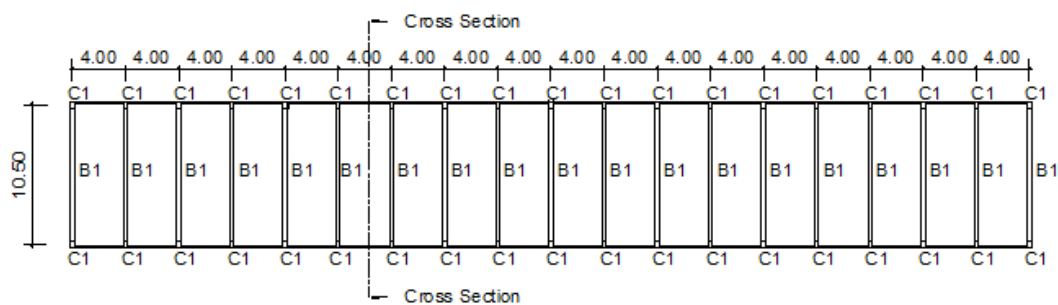 Cross Section
4.00 4.00 4.00 4.00 4.00 4.00 4.00 4.00 4.00 4.00 4.00 4.00 4.00 4.00 4.00 4.00 4.00 4.00
C1 C1 C1 C1 C1 C1 C1 C1 C1 C1 C1 C1 C1 C1 C1 C1 C1 C1 C1
10.50
B1 B1 B1 B1 B1 B1 B1 B1 B1 B1 B1 B1 B1 B1 B1 B1 B1 B1 B1
C1 C1 C1 C1 C1 C1 C1 C1 C1 C1 C1 C1 C1 C1 C1 C1 C1 C1 C1
Cross Section